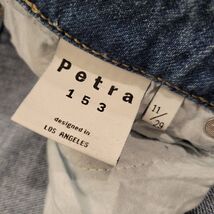 Petra
153
designed in
LOS ANGELES
11/29